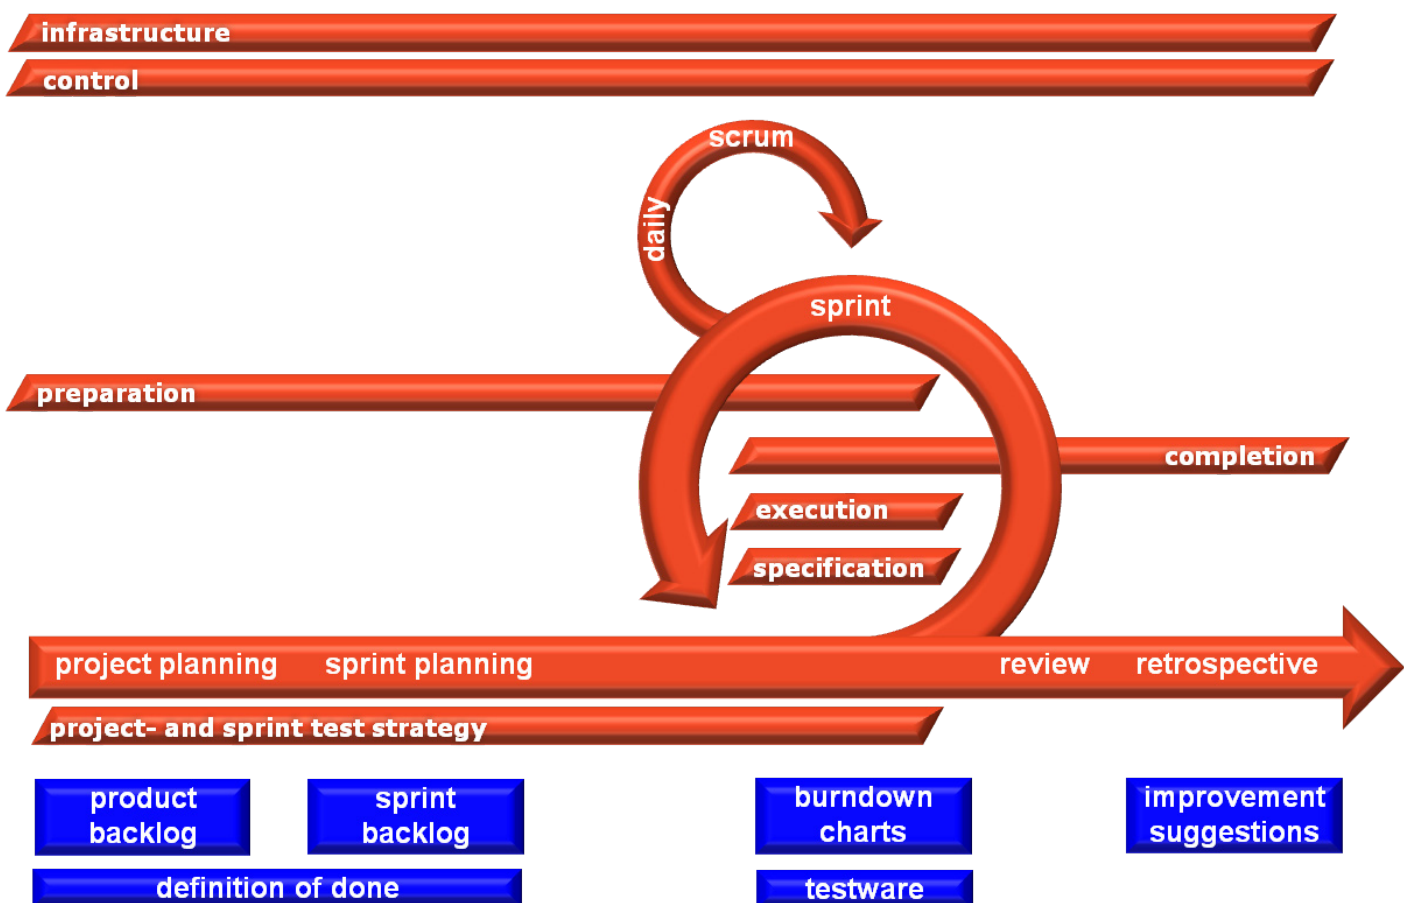 infrastructure
control
scrum
daily
sprint
preparation
completion
execution
specification
project planning
sprint planning
review
retrospective
project- and sprint test strategy
product
backlog
sprint
backlog
burndown
charts
improvement
suggestions
definition of done
testware